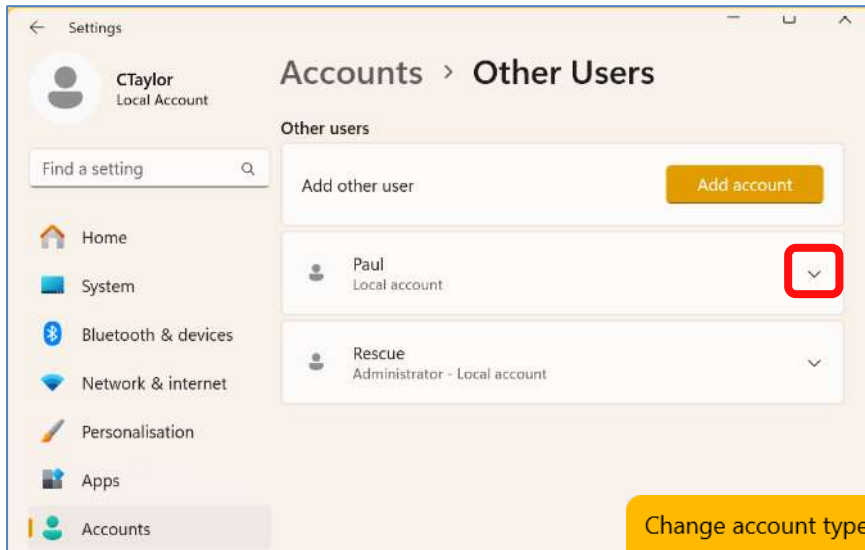 Settings
CTaylor
Local Account
Accounts > Other Users
Other users
Find a setting
Add other user
Add account
Home
System
Bluetooth & devices
Network & internet
Personalisation
Apps
Accounts
Paul
Local account
Rescue
Administrator - Local account
Change account type